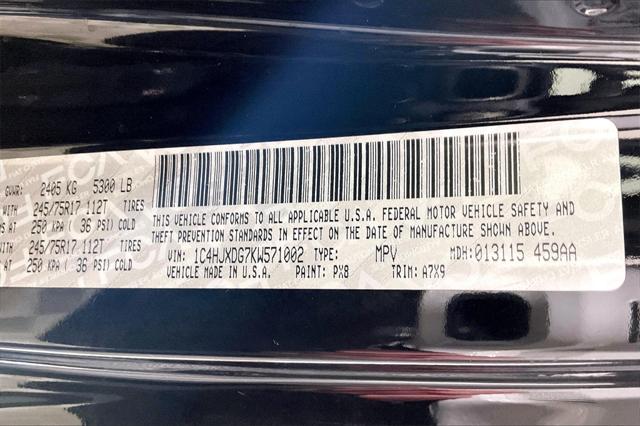 GVWR: 2405 KG 5300 LB
WITH 245/75R17 112T TIRES
AT 250 KPA ( 36 PSI) COLD
WITH 245/75R17 112T TIRES
AT 250 KPA ( 36 PSI) COLD
THIS VEHICLE CONFORMS TO ALL APPLICABLE U.S.A. FEDERAL MOTOR VEHICLE SAFETY AND
THEFT PREVENTION STANDARDS IN EFFECT ON THE DATE OF MANUFACTURE SHOWN ABOVE.
VIN: 1C4HJXDG7KW571002 TYPE: MPV MDH: 013115 459AA
VEHICLE MADE IN U.S.A. PAINT: PX8 TRIM: A7X9